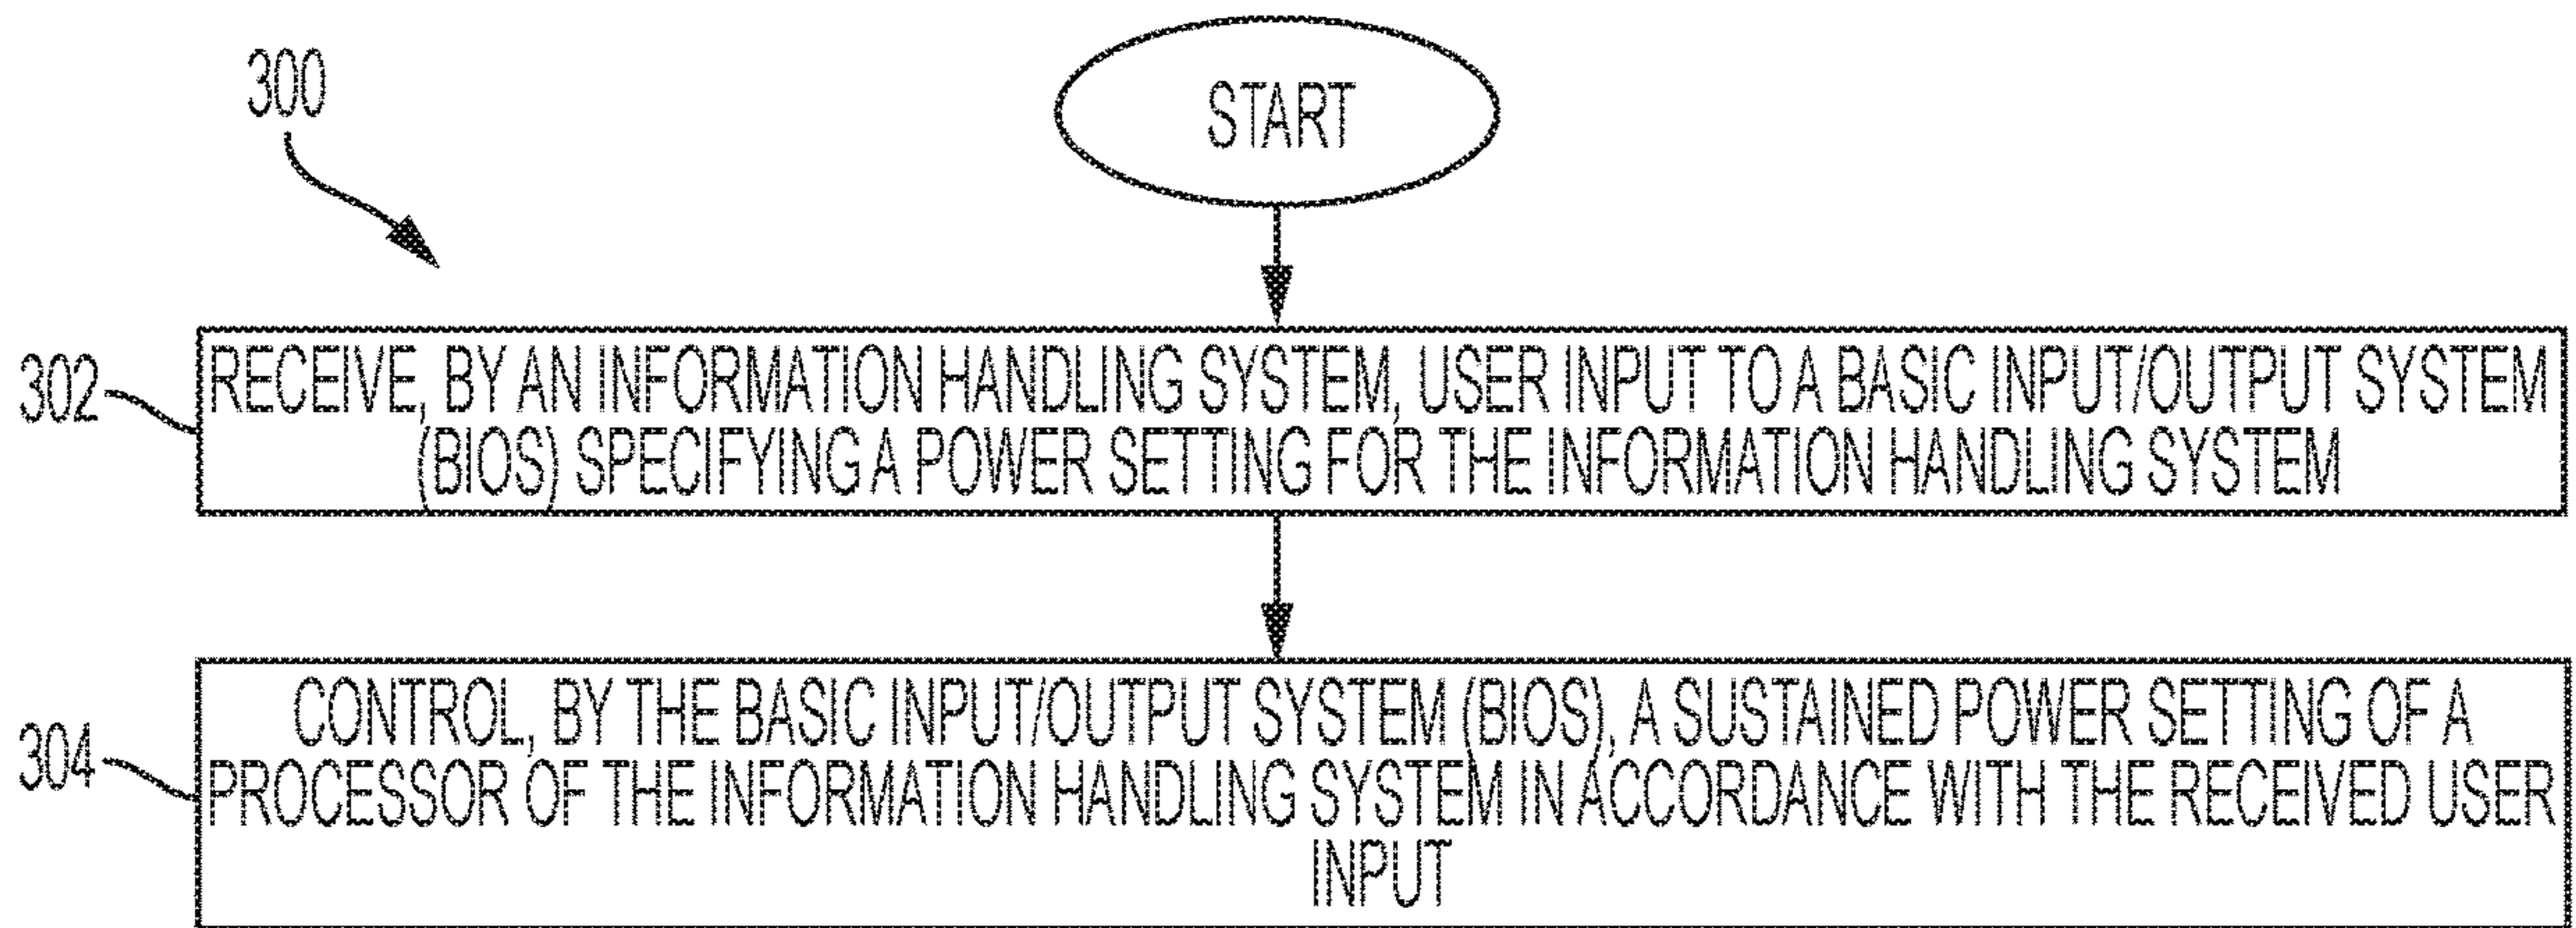 300
START
302
RECEIVE, BY AN INFORMATION HANDLING SYSTEM, USER INPUT TO A BASIC INPUT/OUTPUT SYSTEM
(BIOS) SPECIFYING A POWER SETTING FOR THE INFORMATION HANDLING SYSTEM
304
CONTROL, BY THE BASIC INPUT/OUTPUT SYSTEM (BIOS), A SUSTAINED POWER SETTING OF A
PROCESSOR OF THE INFORMATION HANDLING SYSTEM IN ACCORDANCE WITH THE RECEIVED USER
INPUT